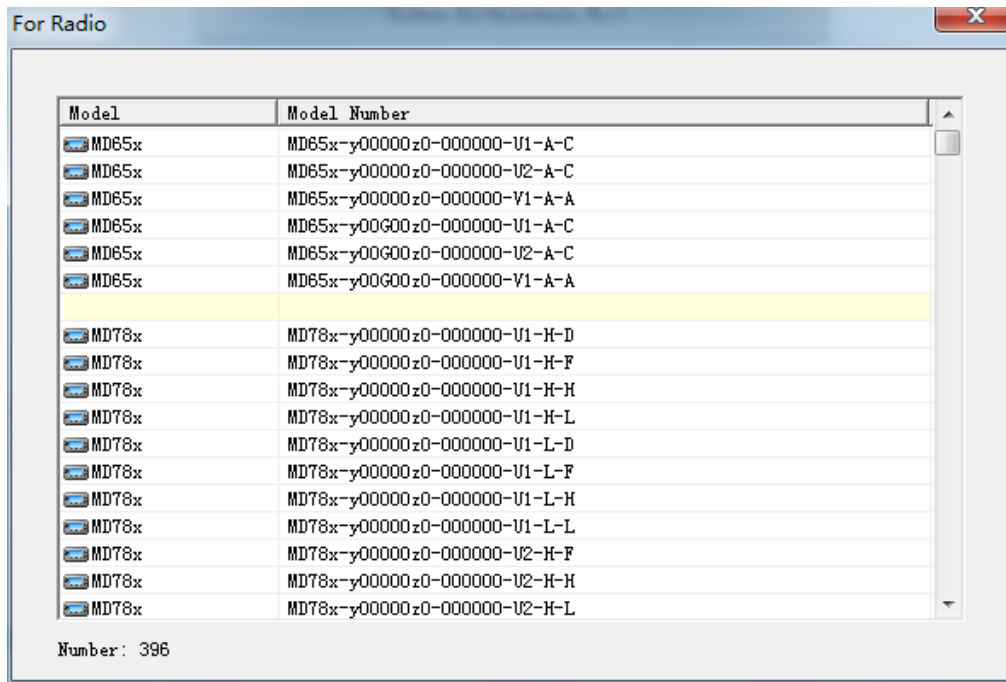 For Radio
Model Model Number
MD65x MD65x-y00000z0-000000-U1-A-C
MD65x MD65x-y00000z0-000000-U2-A-C
MD65x MD65x-y00000z0-000000-V1-A-A
MD65x MD65x-y00G00z0-000000-U1-A-C
MD65x MD65x-y00G00z0-000000-U2-A-C
MD65x MD65x-y00G00z0-000000-V1-A-A
MD78x MD78x-y00000z0-000000-U1-H-D
MD78x MD78x-y00000z0-000000-U1-H-F
MD78x MD78x-y00000z0-000000-U1-H-H
MD78x MD78x-y00000z0-000000-U1-H-L
MD78x MD78x-y00000z0-000000-U1-L-D
MD78x MD78x-y00000z0-000000-U1-L-F
MD78x MD78x-y00000z0-000000-U1-L-H
MD78x MD78x-y00000z0-000000-U1-L-L
MD78x MD78x-y00000z0-000000-U2-H-F
MD78x MD78x-y00000z0-000000-U2-H-H
MD78x MD78x-y00000z0-000000-U2-H-L
Number: 396